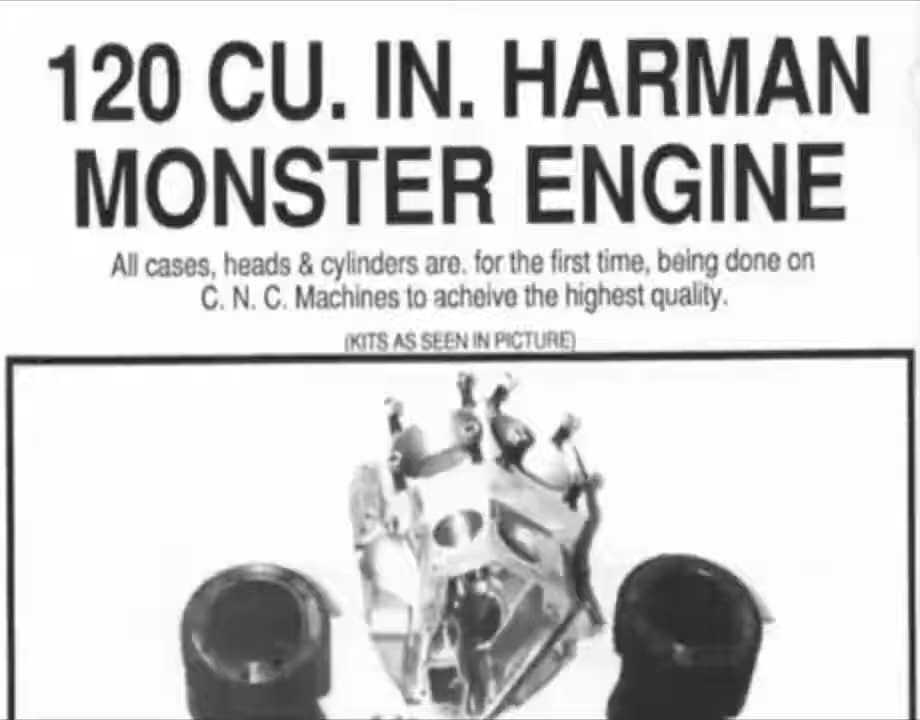 120 CU. IN. HARMAN
MONSTER ENGINE
All cases, heads & cylinders are. for the first time, being done on
C. N. C. Machines to acheive the highest quality.
(KITS AS SEEN IN PICTURE)